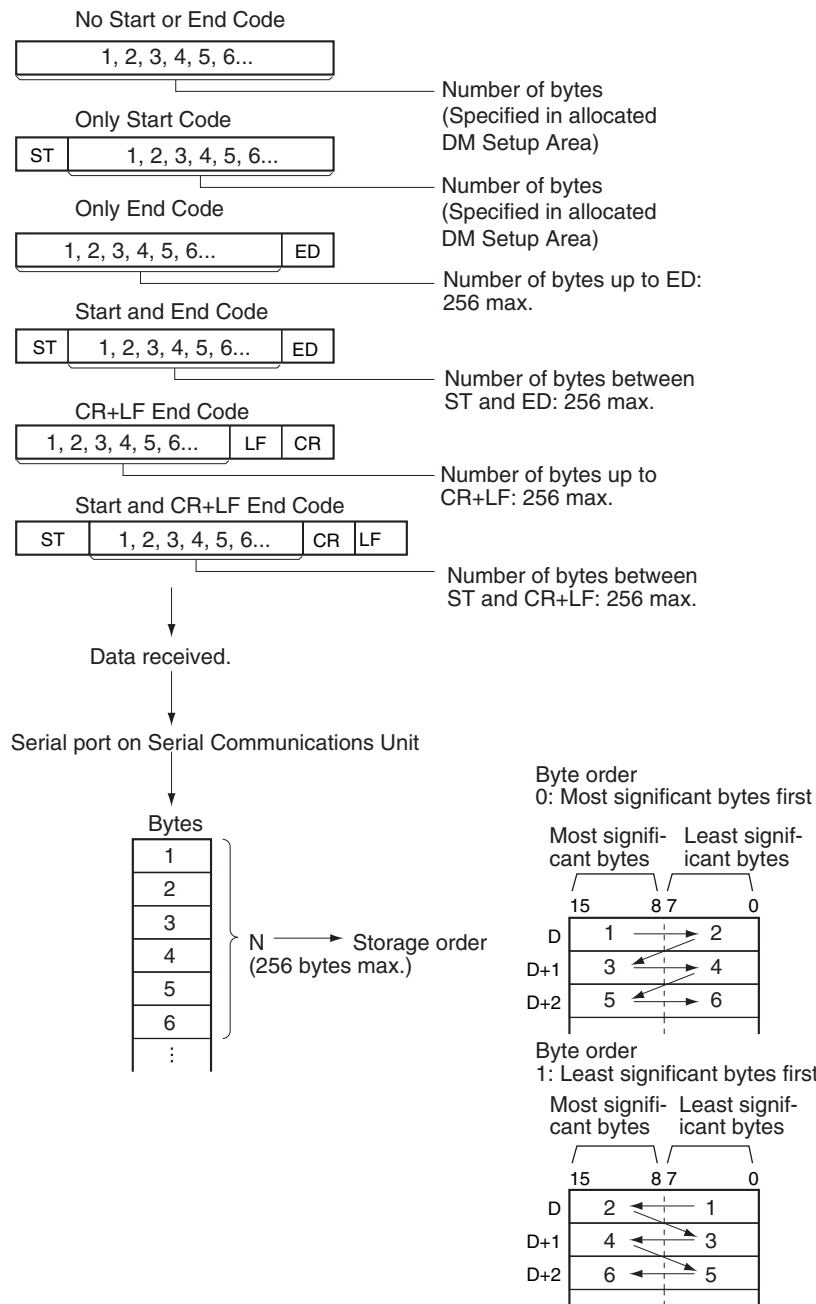 No Start or End Code
1, 2, 3, 4, 5, 6...
Number of bytes
(Specified in allocated
DM Setup Area)
Only Start Code
ST 1, 2, 3, 4, 5, 6...
Number of bytes
(Specified in allocated
DM Setup Area)
Only End Code
1, 2, 3, 4, 5, 6... ED
Number of bytes up to ED:
256 max.
Start and End Code
ST 1, 2, 3, 4, 5, 6... ED
Number of bytes between
ST and ED: 256 max.
CR+LF End Code
1, 2, 3, 4, 5, 6... LF CR
Number of bytes up to
CR+LF: 256 max.
Start and CR+LF End Code
ST 1, 2, 3, 4, 5, 6... CR LF
Number of bytes between
ST and CR+LF: 256 max.
Data received.
Serial port on Serial Communications Unit
Bytes
1
2
3
4
5
6
⋮
N
(256 bytes max.)
Storage order
Byte order
0: Most significant bytes first
Most signifi-
cant bytes
Least signif-
icant bytes
15 8 7 0
D 1 2
D+1 3 4
D+2 5 6
Byte order
1: Least significant bytes first
Most signifi-
cant bytes
Least signif-
icant bytes
15 8 7 0
D 2 1
D+1 4 3
D+2 6 5